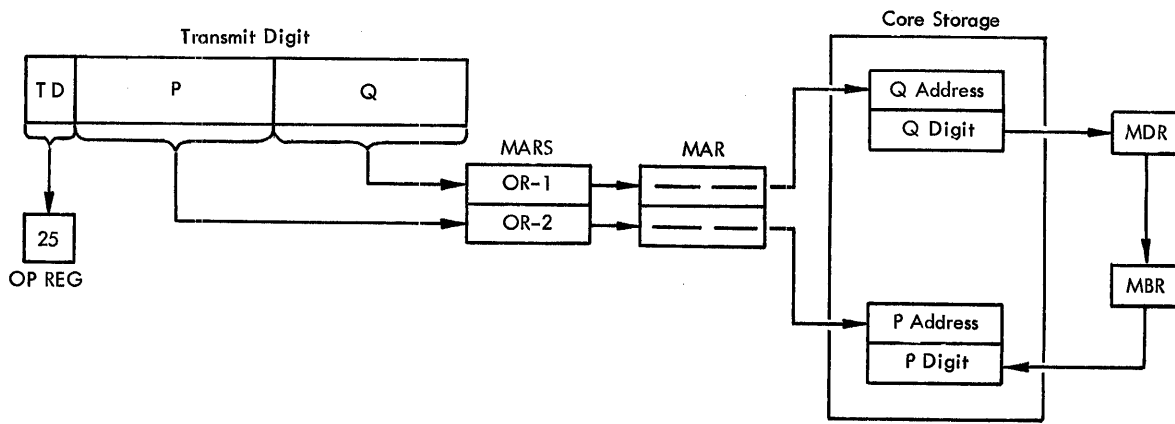 Transmit Digit
TD
P
Q
25
OP REG
MARS
OR-1
OR-2
MAR
Core Storage
Q Address
Q Digit
P Address
P Digit
MDR
MBR